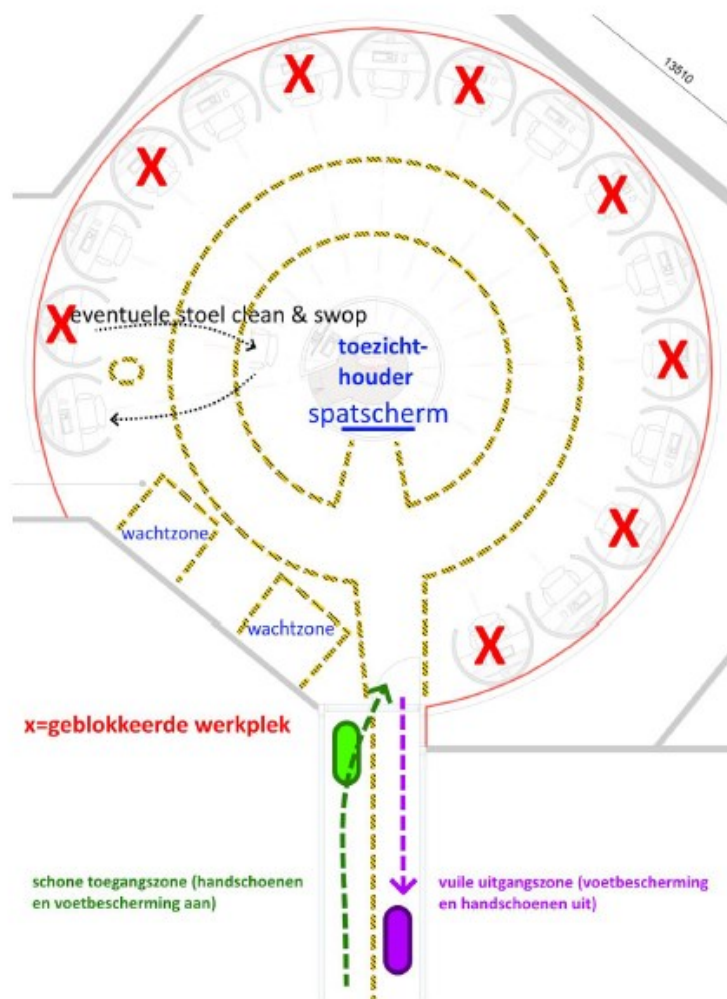 13510
X X
X
X
X
eventuele stoel clean & swop
X
toezicht-
houder
spatscherm
X
wachtzone
wachtzone
X
x=geblokkeerde werkplek
schone toegangszone (handschoenen
en voetbescherming aan)
vuile uitgangszone (voetbescherming
en handschoenen uit)